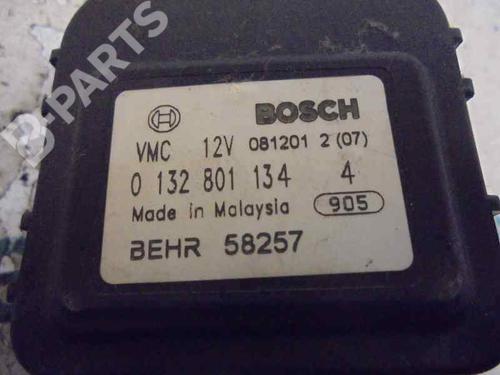 B-PARTS
BOSCH
VMC 12V 081201 2 (07)
0 132 801 134 4
Made in Malaysia 905
BEHR 58257